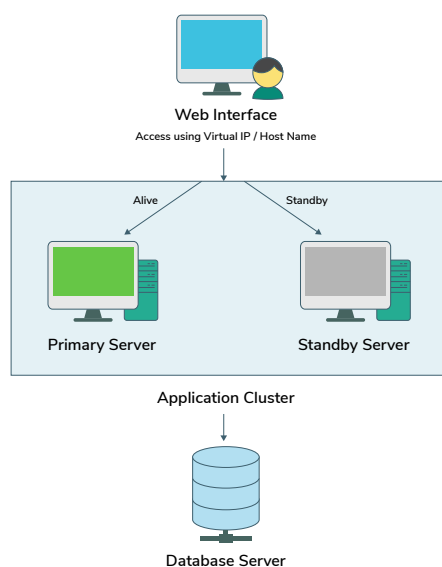 Web Interface
Access using Virtual IP / Host Name
Alive
Standby
Primary Server
Standby Server
Application Cluster
Database Server